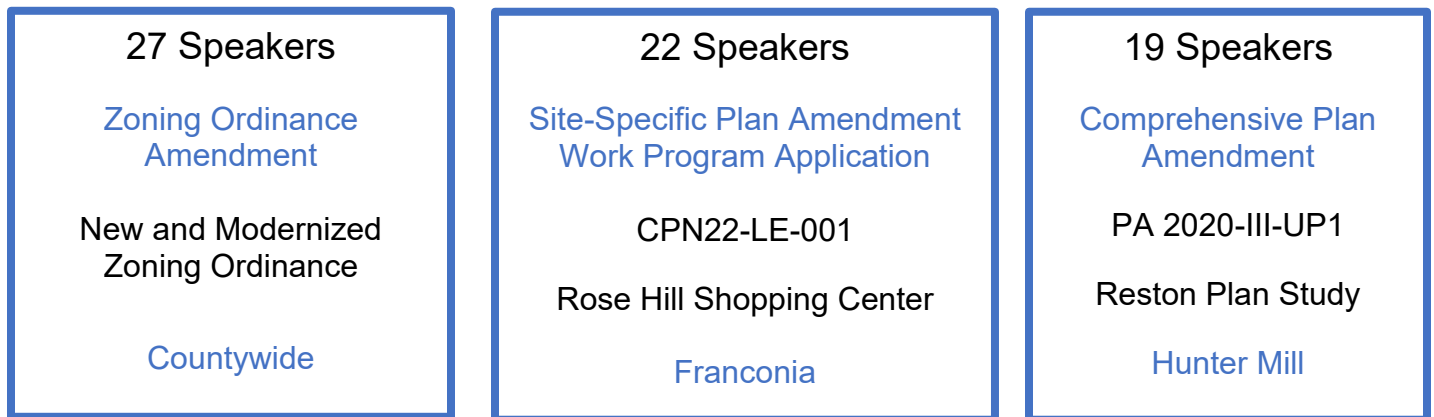 27 Speakers
Zoning Ordinance
Amendment
New and Modernized
Zoning Ordinance
Countywide
22 Speakers
Site-Specific Plan Amendment
Work Program Application
CPN22-LE-001
Rose Hill Shopping Center
Franconia
19 Speakers
Comprehensive Plan
Amendment
PA 2020-III-UP1
Reston Plan Study
Hunter Mill